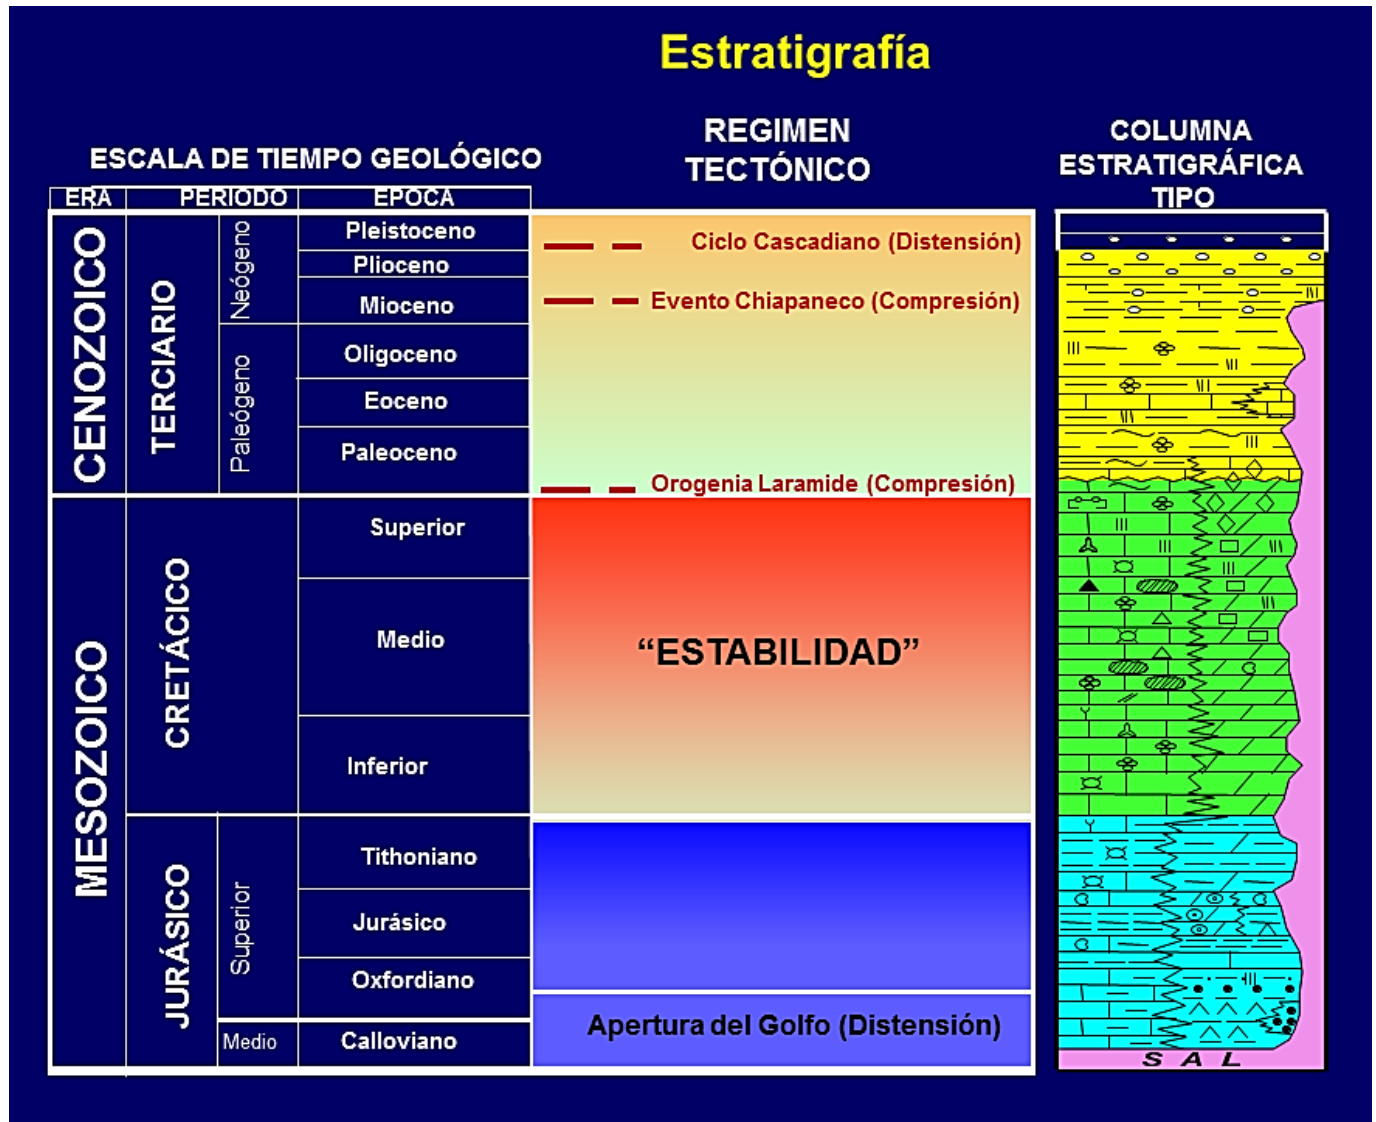 Estratigrafía
ESCALA DE TIEMPO GEOLÓGICO
REGIMEN
TECTÓNICO
COLUMNA
ESTRATIGRÁFICA
TIPO
ERA PERIODO EPOCA
CENOZOICO
TERCIARIO
Neógeno
Pleistoceno
Plioceno
Mioceno
Paleógeno
Oligoceno
Eoceno
Paleoceno
Ciclo Cascadiano (Distensión)
Evento Chiapaneco (Compresión)
Orogenia Laramide (Compresión)
MESOZOICO
CRETÁCICO
Superior
Medio
Inferior
“ESTABILIDAD”
JURÁSICO
Superior
Tithoniano
Jurásico
Oxfordiano
Medio
Calloviano
Apertura del Golfo (Distensión)
S A L